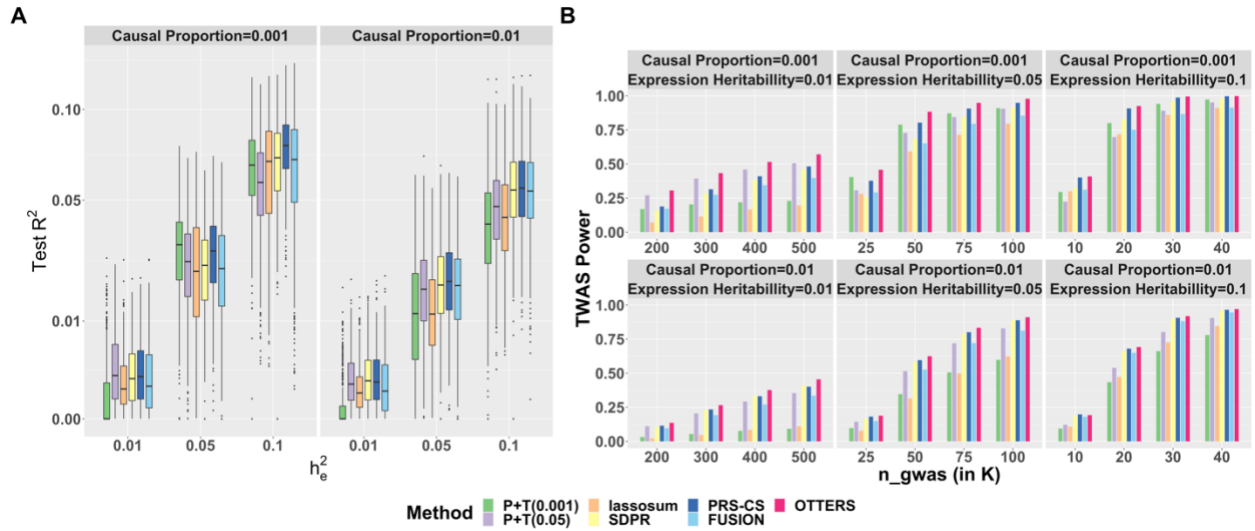 A
Causal Proportion=0.001 Causal Proportion=0.01
Test R²
0.10
0.05
0.01
0.00
0.01 0.05 0.1 0.01 0.05 0.1
h²ₑ
B
Causal Proportion=0.001 Causal Proportion=0.001 Causal Proportion=0.001
Expression Heritabillity=0.01 Expression Heritabillity=0.05 Expression Heritabillity=0.1
1.00
0.75
0.50
0.25
0.00
200 300 400 500 25 50 75 100 10 20 30 40
TWAS Power
Causal Proportion=0.01 Causal Proportion=0.01 Causal Proportion=0.01
Expression Heritabillity=0.01 Expression Heritabillity=0.05 Expression Heritabillity=0.1
1.00
0.75
0.50
0.25
0.00
200 300 400 500 25 50 75 100 10 20 30 40
n_gwas (in K)
Method P+T(0.001) lassosum PRS-CS OTTERS
P+T(0.05) SDPR FUSION